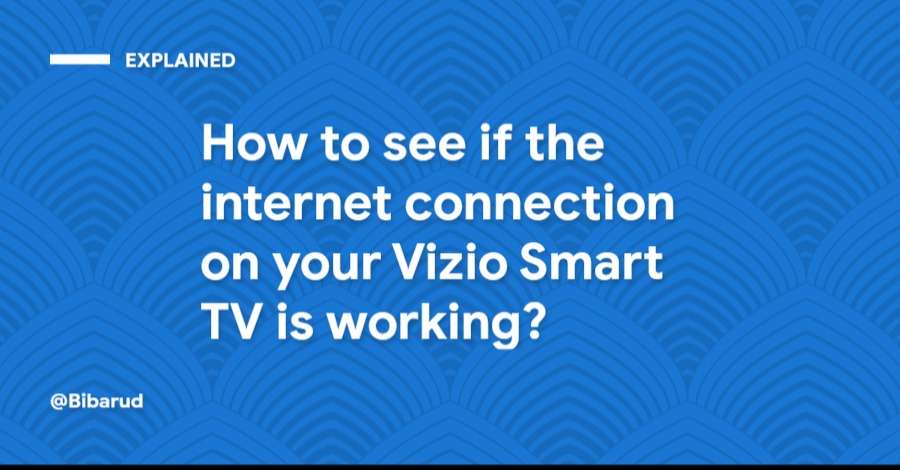 EXPLAINED
How to see if the
internet connection
on your Vizio Smart
TV is working?
@Bibarud